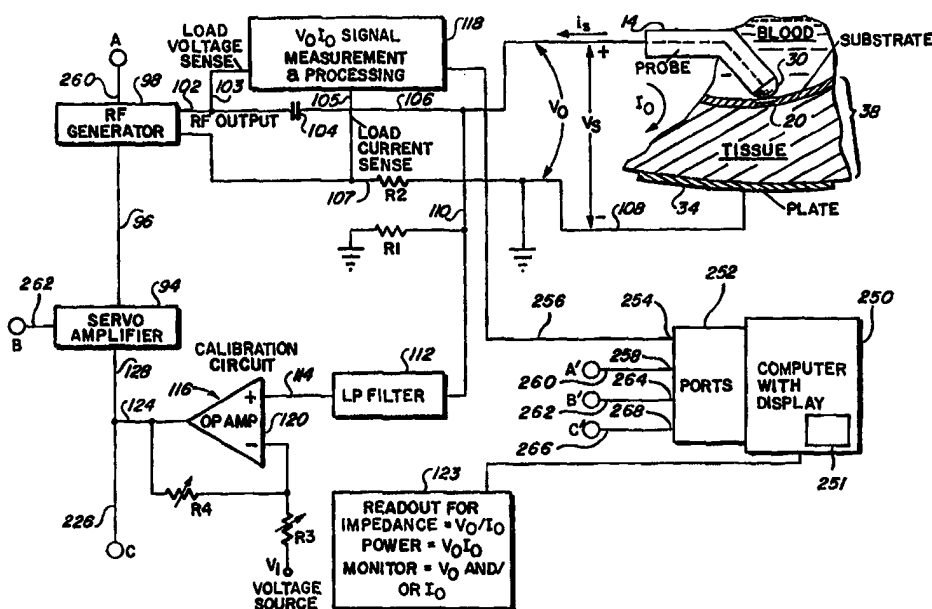 A
260
98
102
LOAD
VOLTAGE
SENSE
103
V₀I₀ SIGNAL
MEASUREMENT
& PROCESSING
118
RF
GENERATOR
RF OUTPUT
104
105
106
LOAD
CURRENT
SENSE
107
R2
96
110
R1
iₛ
14
+
PROBE
BLOOD
30
SUBSTRATE
V₀
Vₛ
I₀
20
38
TISSUE
-
34
PLATE
108
262
B
94
SERVO
AMPLIFIER
128
CALIBRATION
CIRCUIT
116
114
112
LP FILTER
124
+
OP AMP
120
-
R4
R3
226
C
V₁
VOLTAGE
SOURCE
123
READOUT FOR
IMPEDANCE = V₀/I₀
POWER = V₀I₀
MONITOR = V₀ AND/
OR I₀
256
254
252
250
258
A'
260
264
B'
262
268
C'
266
PORTS
COMPUTER
WITH
DISPLAY
251